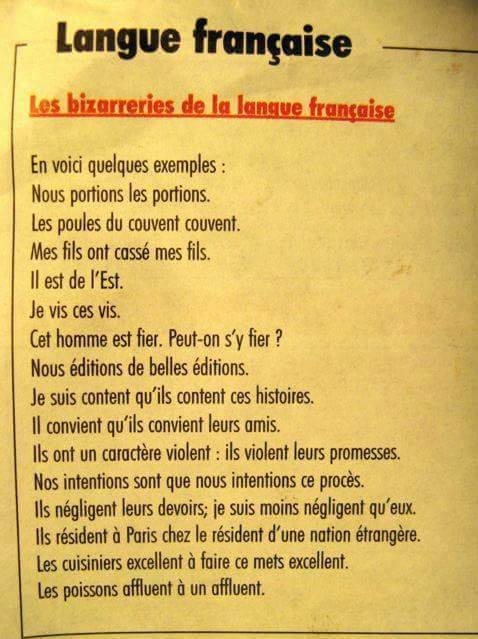 Langue française
Les bizarreries de la langue française
En voici quelques exemples :
Nous portions les portions.
Les poules du couvent couvent.
Mes fils ont cassé mes fils.
Il est de l'Est.
Je vis ces vis.
Cet homme est fier. Peut-on s'y fier ?
Nous éditions de belles éditions.
Je suis content qu'ils content ces histoires.
Il convient qu'ils convient leurs amis.
Ils ont un caractère violent : ils violent leurs promesses.
Nos intentions sont que nous intentions ce procès.
Ils négligent leurs devoirs; je suis moins négligent qu'eux.
Ils résident à Paris chez le résident d'une nation étrangère.
Les cuisiniers excellent à faire ce mets excellent.
Les poissons affluent à un affluent.